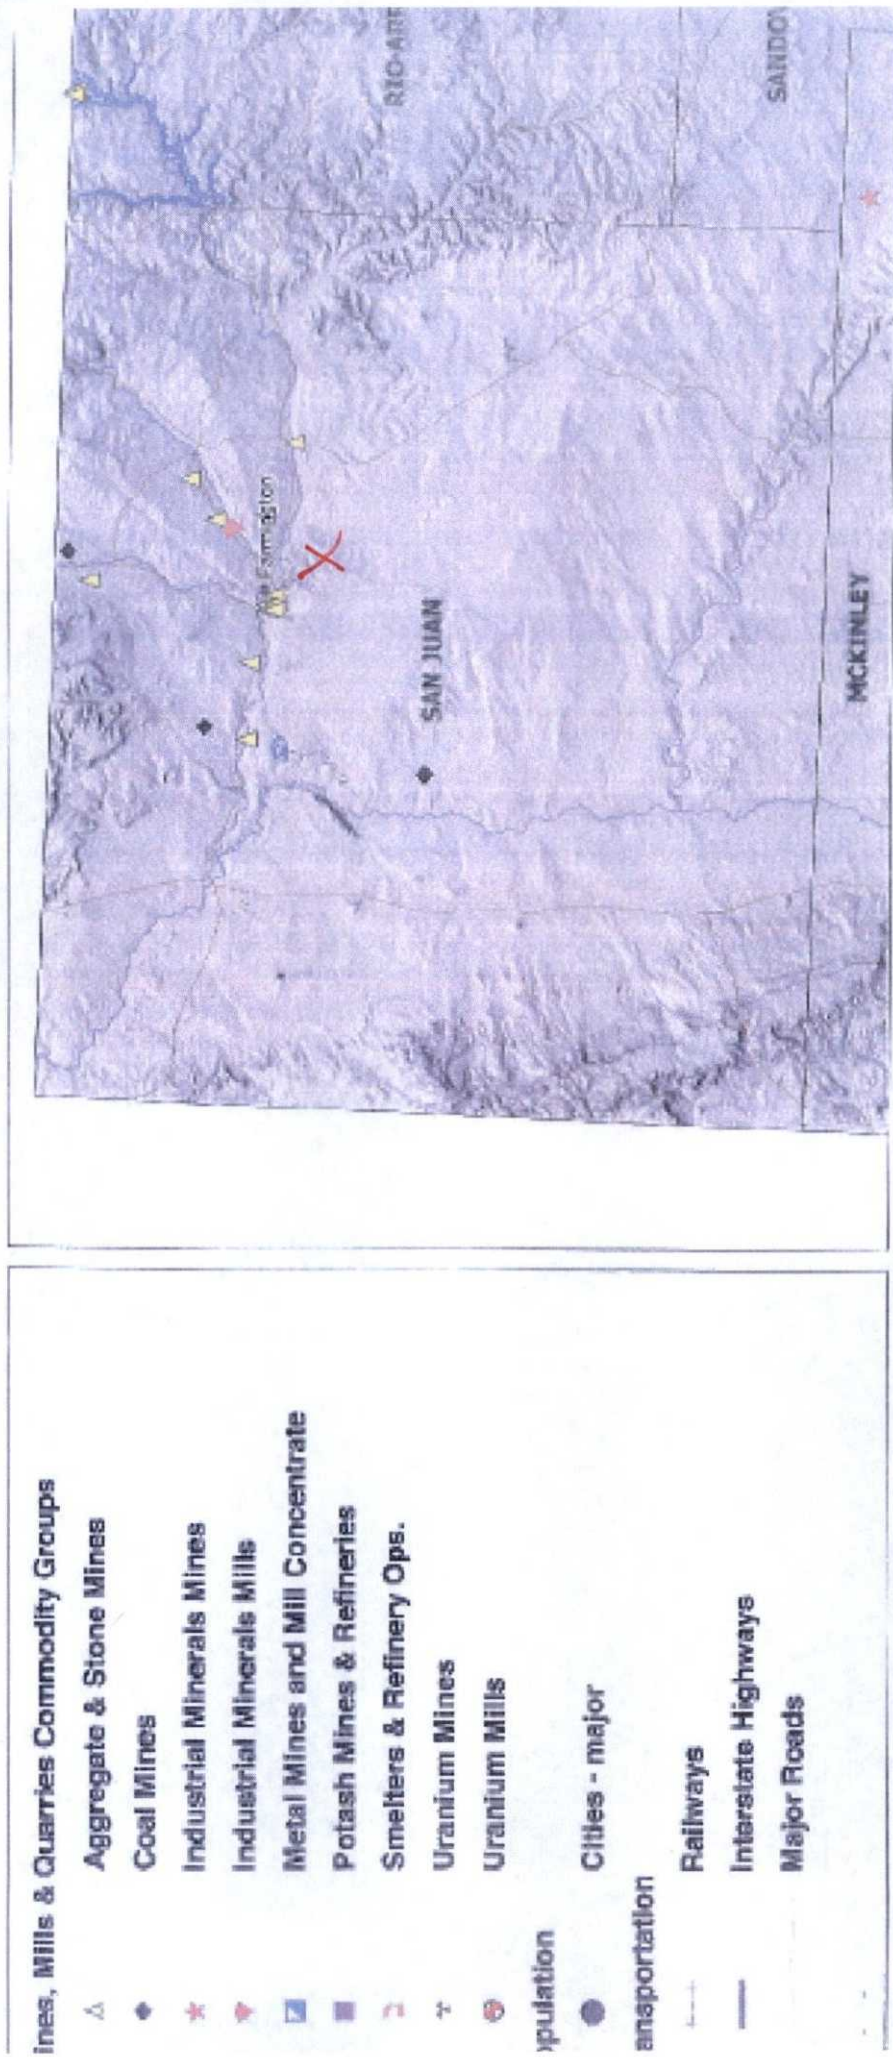 ines, Mills & Quarries Commodity Groups
Aggregate & Stone Mines
Coal Mines
Industrial Minerals Mines
Industrial Minerals Mills
Metal Mines and Mill Concentrate
Potash Mines & Refineries
Smelters & Refinery Ops.
Uranium Mines
Uranium Mills
pulation
Cities - major
ansportation
Railways
Interstate Highways
Major Roads
Farmington
SAN JUAN
MCKINLEY
RIO ARR
SANDOV